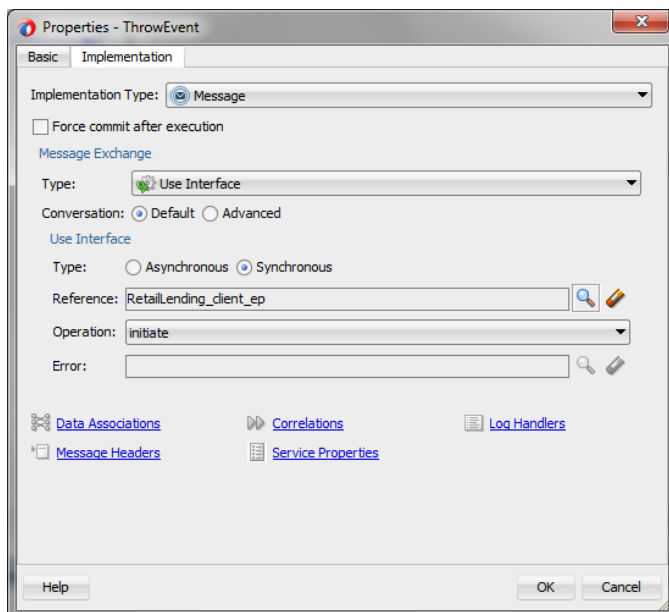 Properties - ThrowEvent
Basic Implementation
Implementation Type: Message
Force commit after execution
Message Exchange
Type: Use Interface
Conversation: Default Advanced
Use Interface
Type: Asynchronous Synchronous
Reference: RetailLending_client_ep
Operation: initiate
Error:
Data Associations Correlations Log Handlers
Message Headers Service Properties
Help OK Cancel